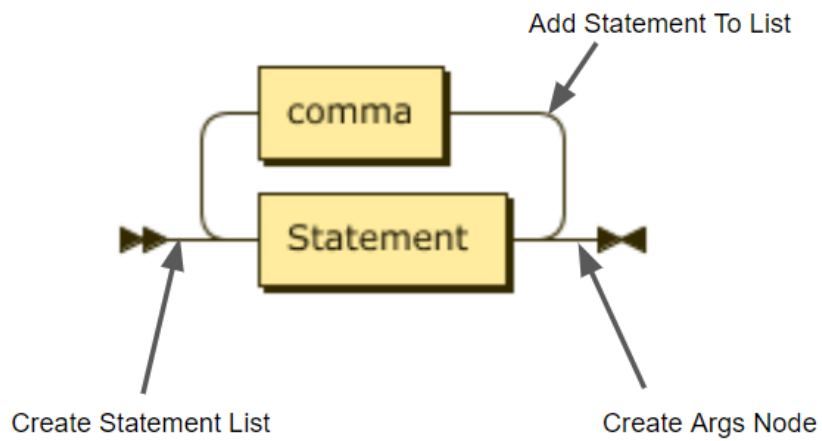 Add Statement To List
comma
Statement
Create Statement List
Create Args Node